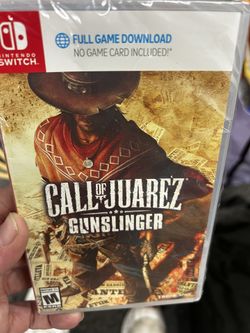 NINTENDO
SWITCH
FULL GAME DOWNLOAD
NO GAME CARD INCLUDED!*
CALL OF JUAREZ
GUNSLINGER
M